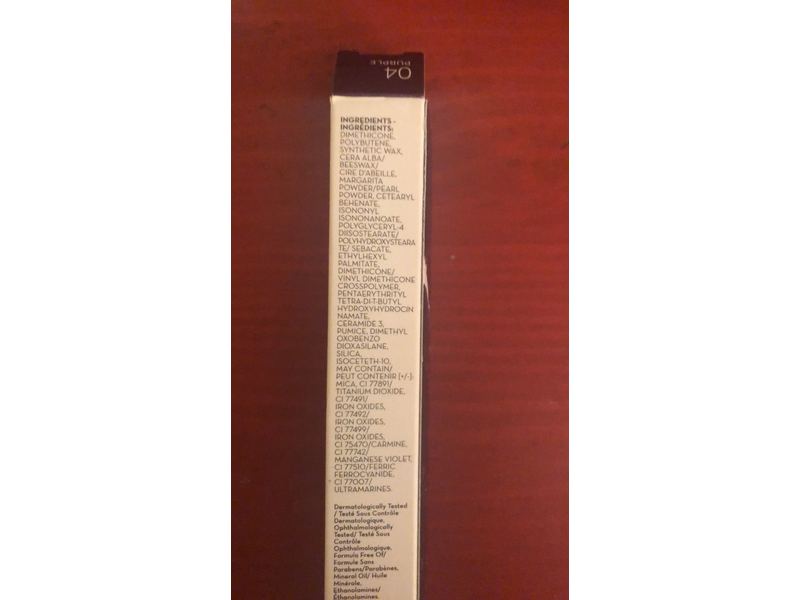 04
PURPLE
INGREDIENTS -
INGRÉDIENTS:
DIMETHICONE,
POLYBUTENE,
SYNTHETIC WAX,
CERA ALBA/
BEESWAX/
CIRE D'ABEILLE,
MARGARITA
POWDER/PEARL
POWDER, CETEARYL
BEHENATE,
ISONONYL
ISONONANOATE,
POLYGLYCERYL-4
DIISOSTEARATE/
POLYHYDROXYSTEARA
TE/ SEBACATE,
ETHYLHEXYL
PALMITATE,
DIMETHICONE/
VINYL DIMETHICONE
CROSSPOLYMER,
PENTAERYTHRITYL
TETRA-DI-T-BUTYL
HYDROXYHYDROCIN
NAMATE,
CERAMIDE 3,
PUMICE, DIMETHYL
OXOBENZO
DIOXASILANE,
SILICA,
ISOCETETH-10.
MAY CONTAIN/
PEUT CONTENIR [+/-]:
MICA, CI 77891/
TITANIUM DIOXIDE,
CI 77491/
IRON OXIDES,
CI 77492/
IRON OXIDES,
CI 77499/
IRON OXIDES,
CI 75470/CARMINE,
CI 77742/
MANGANESE VIOLET,
CI 77510/FERRIC
FERROCYANIDE,
CI 77007/
ULTRAMARINES.
Dermatologically Tested
/ Testé Sous Contrôle
Dermatologique,
Ophthalmologically
Tested/ Testé Sous
Contrôle
Ophthalmologique,
Formula Free Of/
Formule Sans
Parabens/Parabènes,
Mineral Oil/ Huile
Minérale,
Ethanolamines/
Éthanolamines.